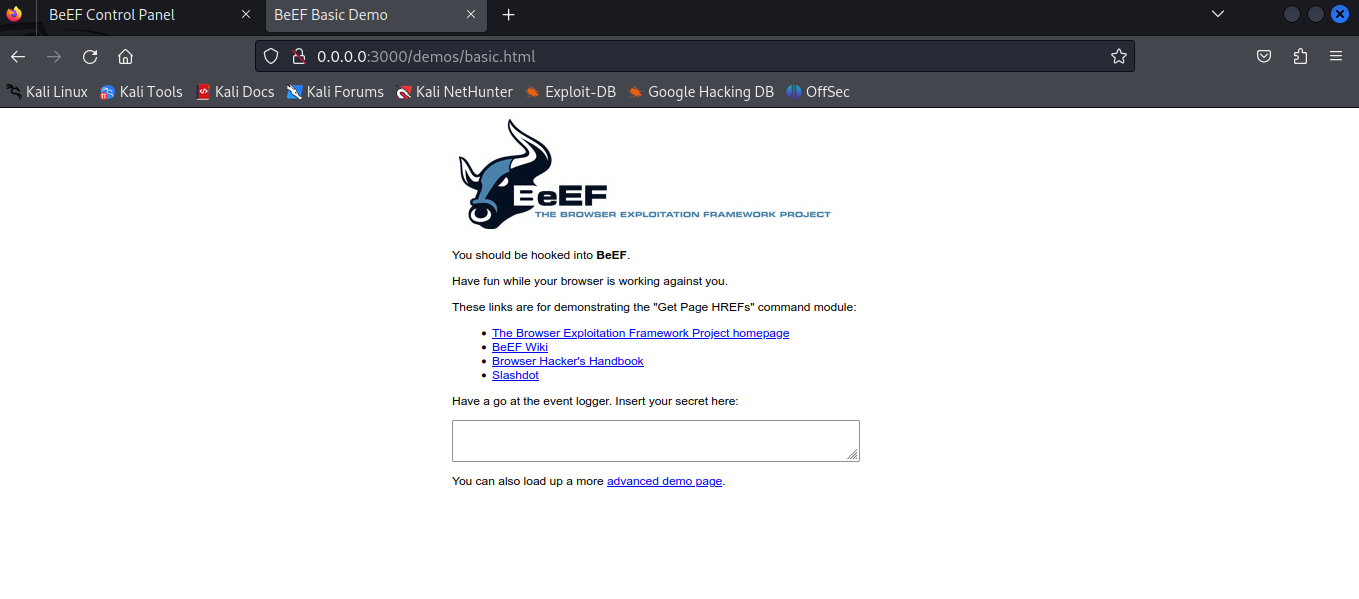 BeEF Control Panel
BeEF Basic Demo
0.0.0.0:3000/demos/basic.html
Kali Linux Kali Tools Kali Docs Kali Forums Kali NetHunter Exploit-DB Google Hacking DB OffSec
BeEF
THE BROWSER EXPLOITATION FRAMEWORK PROJECT
You should be hooked into BeEF.
Have fun while your browser is working against you.
These links are for demonstrating the "Get Page HREFs" command module:
The Browser Exploitation Framework Project homepage
BeEF Wiki
Browser Hacker's Handbook
Slashdot
Have a go at the event logger. Insert your secret here:
You can also load up a more advanced demo page.